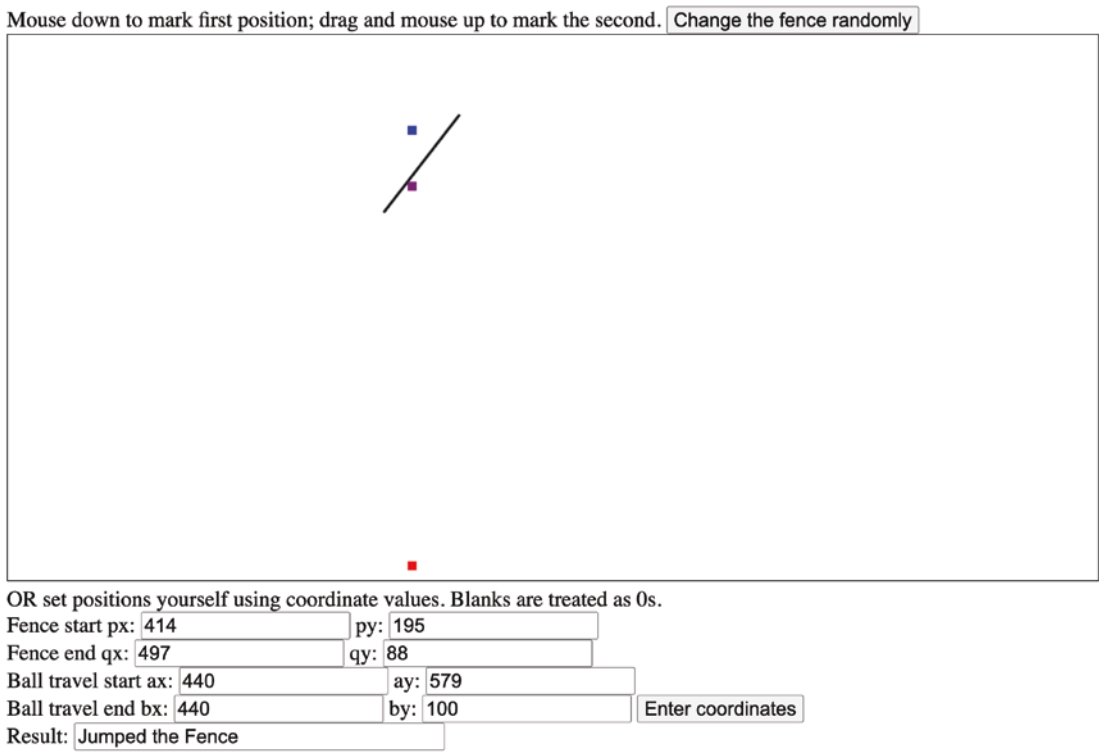 Mouse down to mark first position; drag and mouse up to mark the second. Change the fence randomly
OR set positions yourself using coordinate values. Blanks are treated as 0s.
Fence start px: 414 py: 195
Fence end qx: 497 qy: 88
Ball travel start ax: 440 ay: 579
Ball travel end bx: 440 by: 100 Enter coordinates
Result: Jumped the Fence